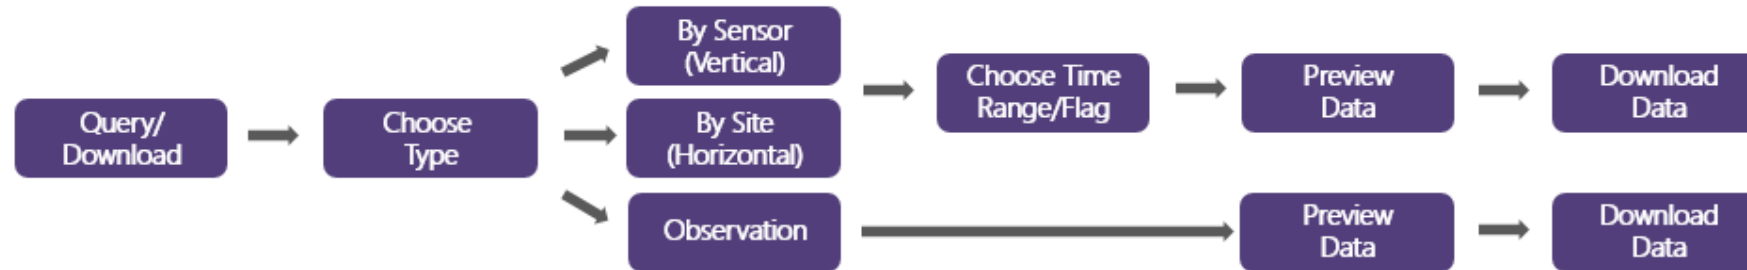 Query/
Download
Choose
Type
By Sensor
(Vertical)
By Site
(Horizontal)
Observation
Choose Time
Range/Flag
Preview
Data
Download
Data
Preview
Data
Download
Data